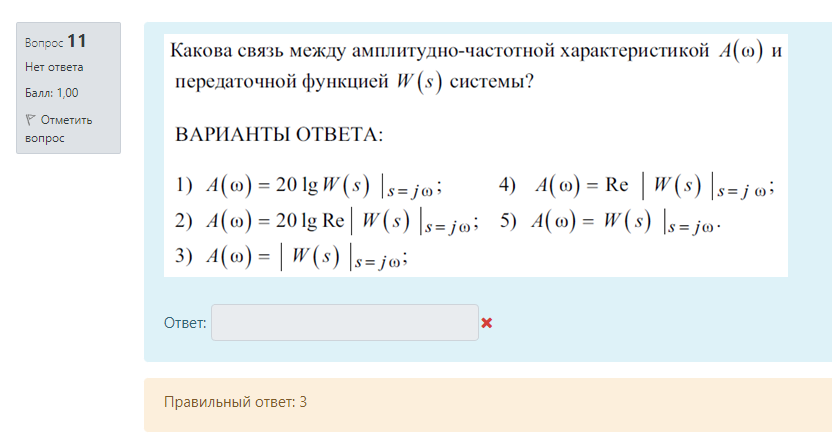 Вопрос 11
Нет ответа
Балл: 1,00
Отметить вопрос
Какова связь между амплитудно-частотной характеристикой A(ω) и
передаточной функцией W(s) системы?
ВАРИАНТЫ ОТВЕТА:
1) A(ω) = 20 lg W(s) |s=jω;
2) A(ω) = 20 lg Re | W(s) |s=jω;
3) A(ω) = | W(s) |s=jω;
4) A(ω) = Re | W(s) |s=jω;
5) A(ω) = W(s) |s=jω.
Ответ:
Правильный ответ: 3